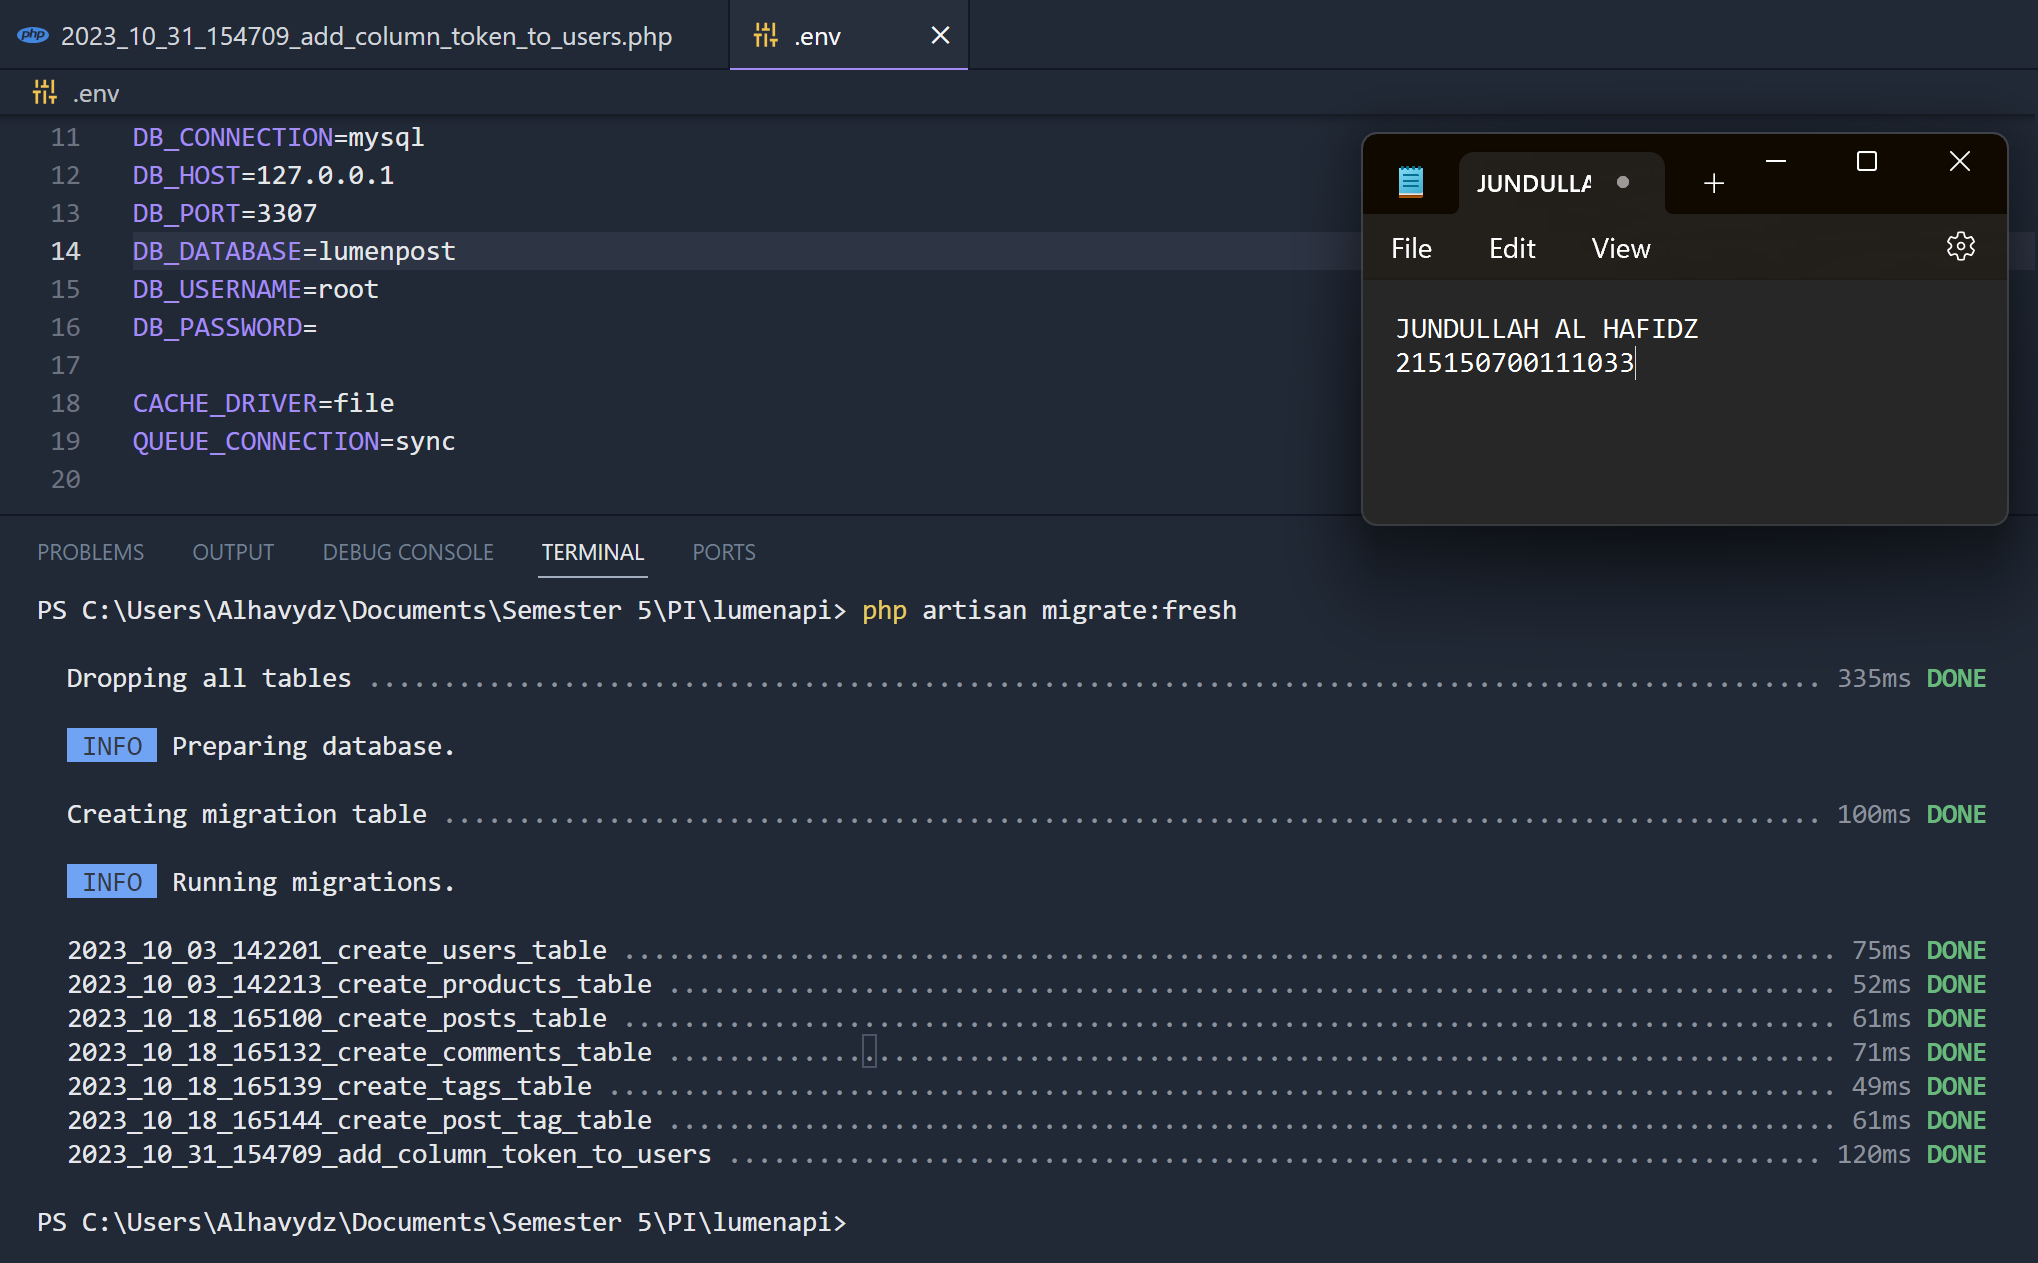 php 2023_10_31_154709_add_column_token_to_users.php .env
.env
11 DB_CONNECTION=mysql
12 DB_HOST=127.0.0.1
13 DB_PORT=3307
14 DB_DATABASE=lumenpost
15 DB_USERNAME=root
16 DB_PASSWORD=
17
18 CACHE_DRIVER=file
19 QUEUE_CONNECTION=sync
20
JUNDULLA
File Edit View
JUNDULLAH AL HAFIDZ
215150700111033
PROBLEMS OUTPUT DEBUG CONSOLE TERMINAL PORTS
PS C:\Users\Alhavydz\Documents\Semester 5\PI\lumenapi> php artisan migrate:fresh
Dropping all tables ................................................................................................. 335ms DONE
INFO Preparing database.
Creating migration table ............................................................................................ 100ms DONE
INFO Running migrations.
2023_10_03_142201_create_users_table ................................................................................. 75ms DONE
2023_10_03_142213_create_products_table .............................................................................. 52ms DONE
2023_10_18_165100_create_posts_table ................................................................................. 61ms DONE
2023_10_18_165132_create_comments_table .............................................................................. 71ms DONE
2023_10_18_165139_create_tags_table .................................................................................. 49ms DONE
2023_10_18_165144_create_post_tag_table .............................................................................. 61ms DONE
2023_10_31_154709_add_column_token_to_users ......................................................................... 120ms DONE
PS C:\Users\Alhavydz\Documents\Semester 5\PI\lumenapi>